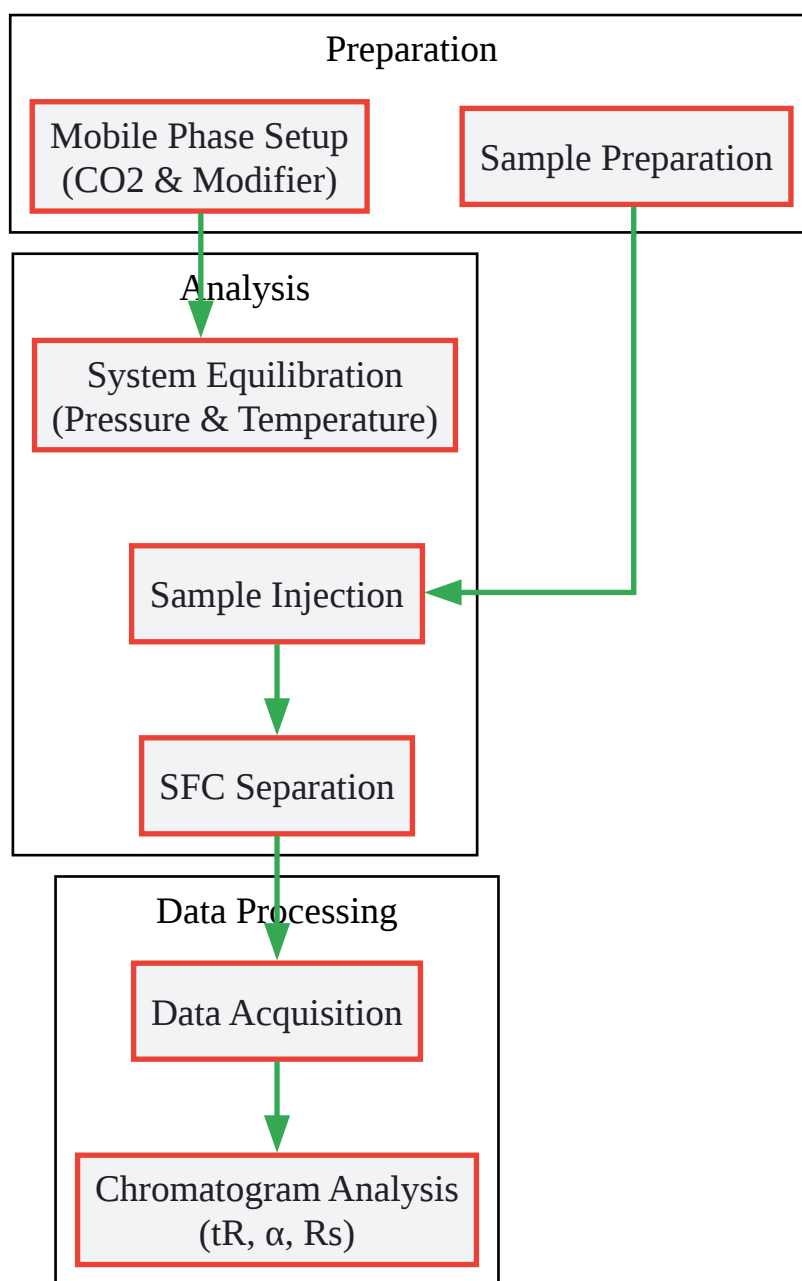 Preparation
Mobile Phase Setup
(CO2 & Modifier)
Sample Preparation
Analysis
System Equilibration
(Pressure & Temperature)
Sample Injection
SFC Separation
Data Processing
Data Acquisition
Chromatogram Analysis
(tR, α, Rs)